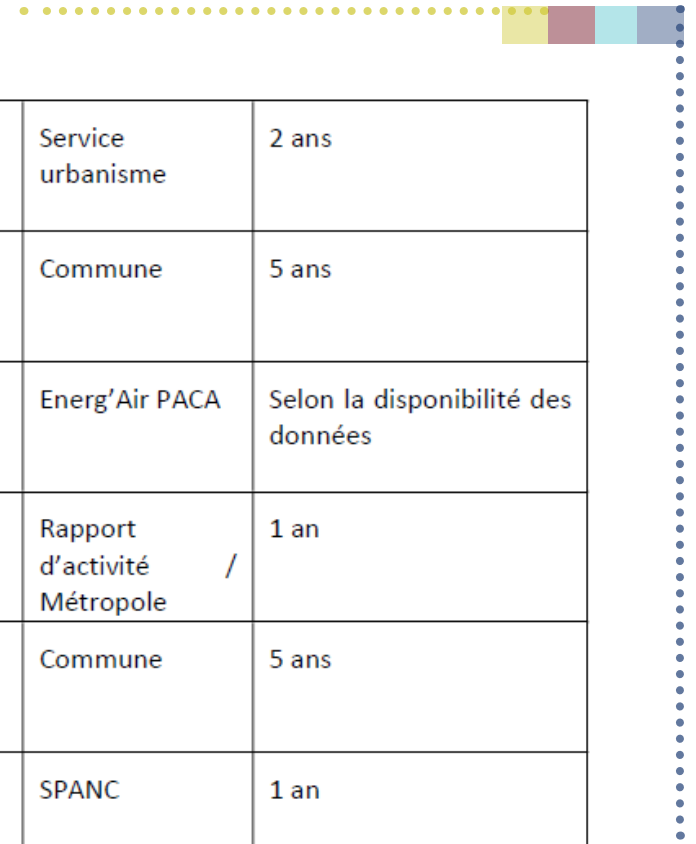 Service 2 ans
urbanisme
Commune 5 ans
Energ’Air PACA Selon la disponibilité des
données
Rapport 1 an
d’activité /
Métropole
Commune 5 ans
SPANC 1 an